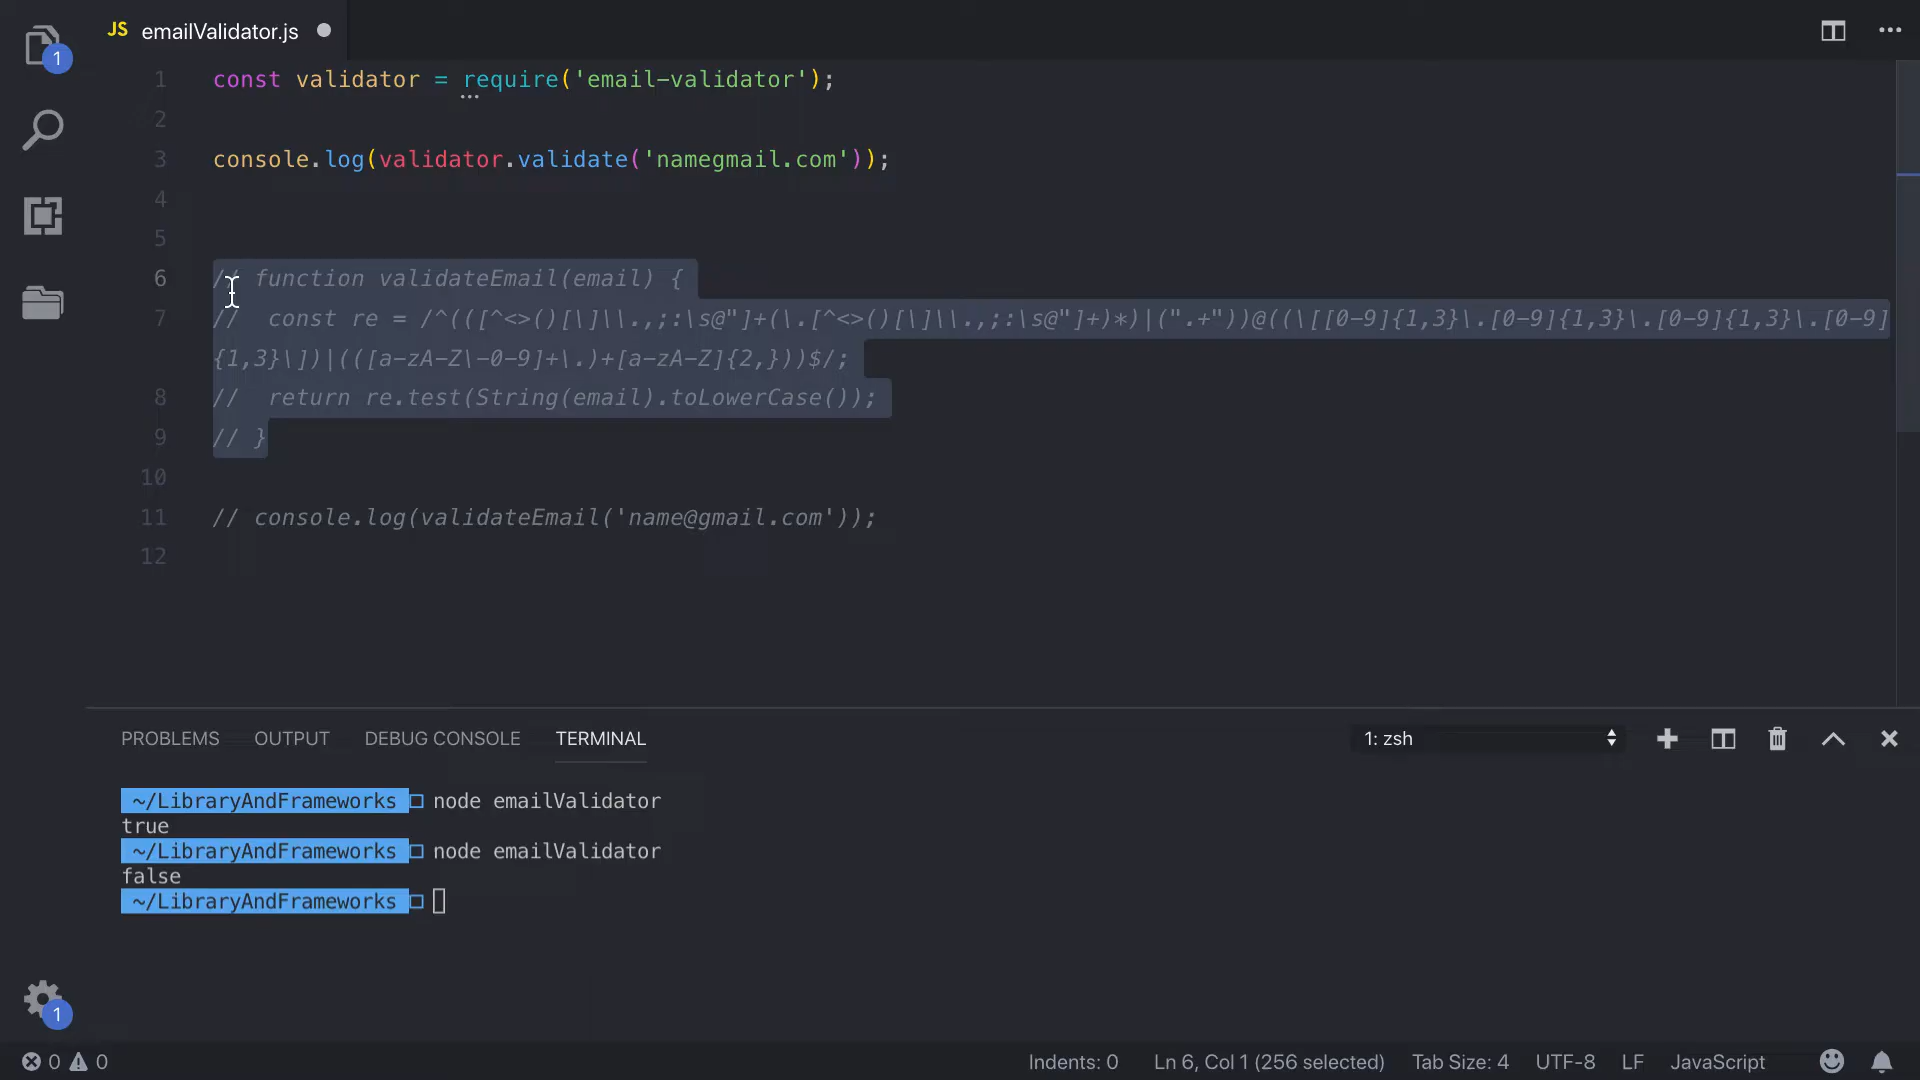 1
JS emailValidator.js
1 const validator = require('email-validator');
2
3 console.log(validator.validate('namegmail.com'));
4
5
6 // function validateEmail(email) {
7 //  const re = /^(([^<>()[\]\\.,;:\s@"]+(\.[^<>()[\]\\.,;:\s@"]+)*)|(".+"))@((\[[0-9]{1,3}\.[0-9]{1,3}\.[0-9]{1,3}\.[0-9]
{1,3}\])|(([a-zA-Z\-0-9]+\.)+[a-zA-Z]{2,}))$/;
8 //  return re.test(String(email).toLowerCase());
9 // }
10
11 // console.log(validateEmail('name@gmail.com'));
12
PROBLEMS OUTPUT DEBUG CONSOLE TERMINAL 1: zsh
~/LibraryAndFrameworks node emailValidator
true
~/LibraryAndFrameworks node emailValidator
false
~/LibraryAndFrameworks
1
0 0 Indents: 0 Ln 6, Col 1 (256 selected) Tab Size: 4 UTF-8 LF JavaScript